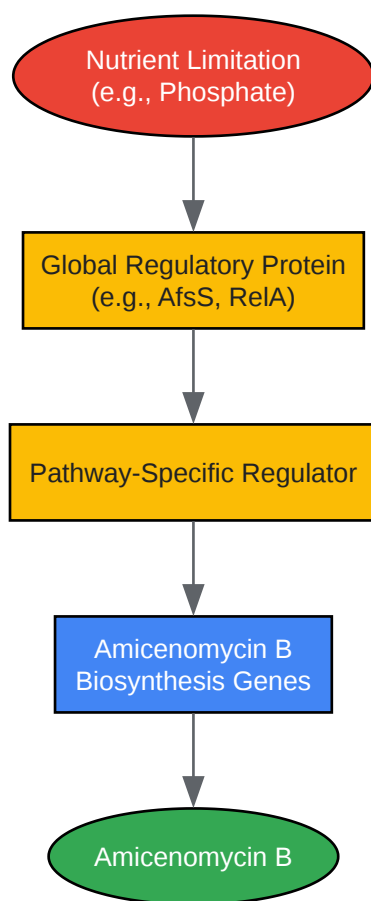 Nutrient Limitation
(e.g., Phosphate)
Global Regulatory Protein
(e.g., AfsS, RelA)
Pathway-Specific Regulator
Amicenomycin B
Biosynthesis Genes
Amicenomycin B